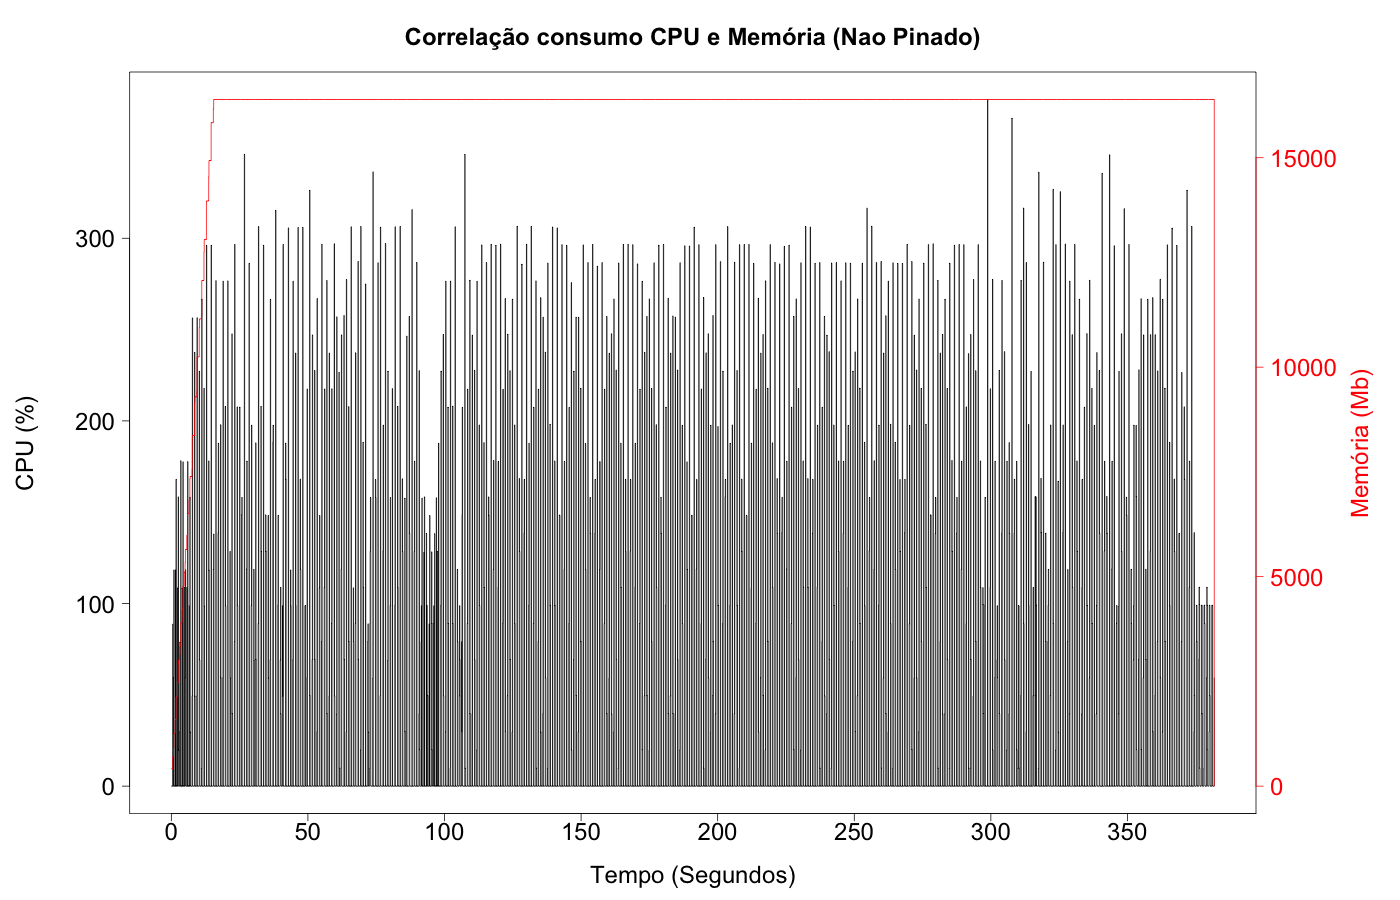 Correlação consumo CPU e Memória (Nao Pinado)
CPU (%)
300
200
100
0
15000
10000
5000
0
Memória (Mb)
0 50 100 150 200 250 300 350
Tempo (Segundos)